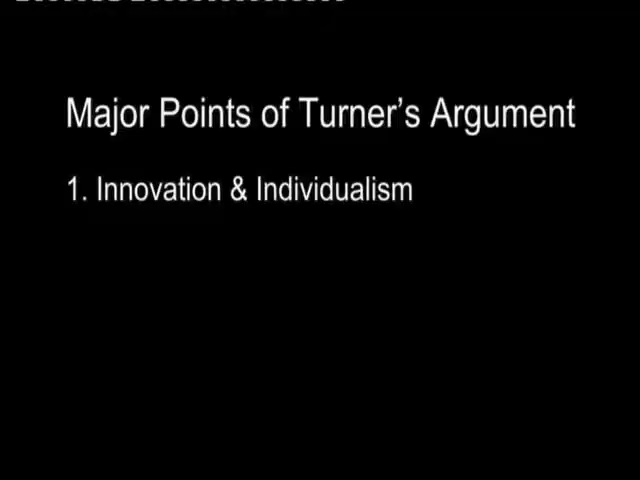 Major Points of Turner's Argument
1. Innovation & Individualism